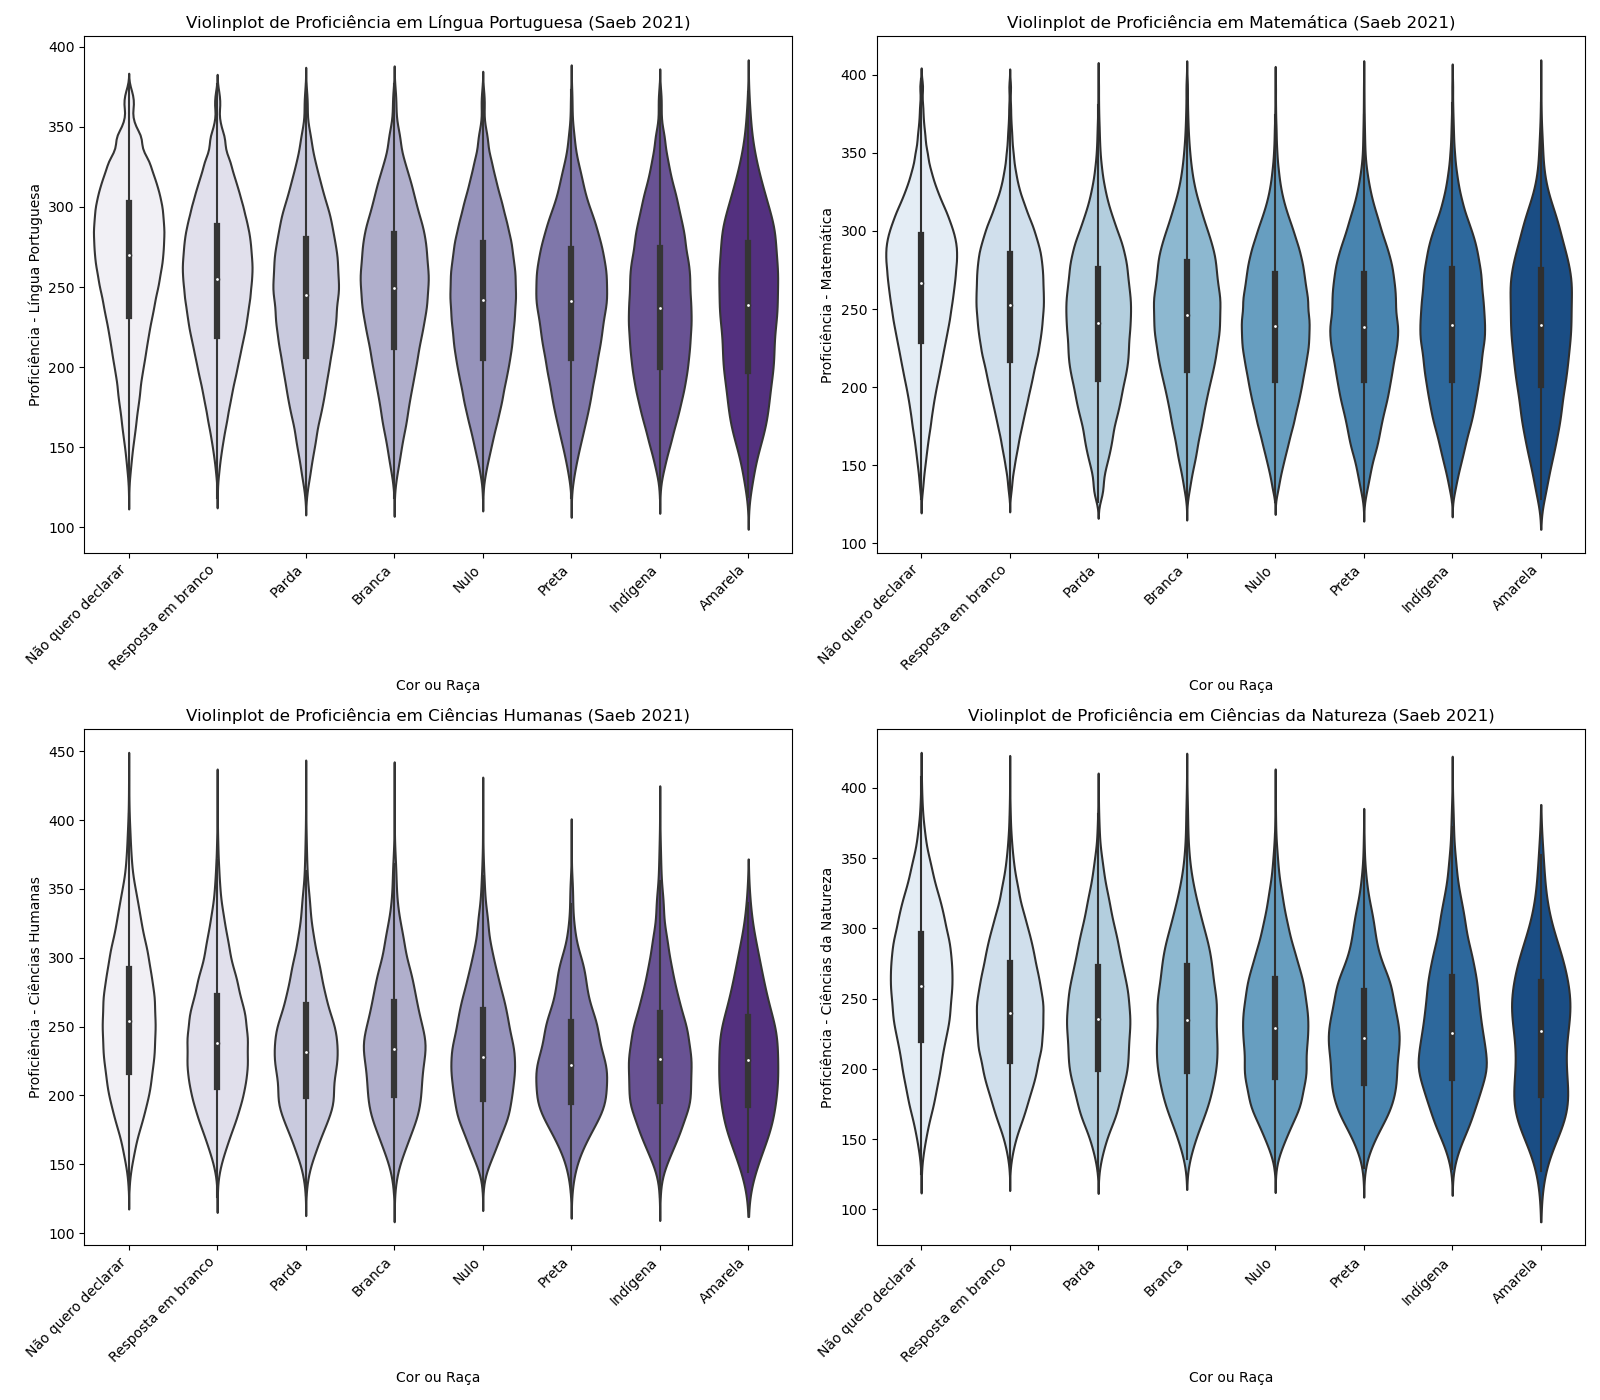 Violinplot de Proficiência em Língua Portuguesa (Saeb 2021)
Proficiência - Língua Portuguesa
400
350
300
250
200
150
100
Não quero declarar
Resposta em branco
Parda
Branca
Nulo
Preta
Indígena
Amarela
Cor ou Raça
Violinplot de Proficiência em Matemática (Saeb 2021)
Proficiência - Matemática
400
350
300
250
200
150
100
Não quero declarar
Resposta em branco
Parda
Branca
Nulo
Preta
Indígena
Amarela
Cor ou Raça
Violinplot de Proficiência em Ciências Humanas (Saeb 2021)
Proficiência - Ciências Humanas
450
400
350
300
250
200
150
100
Não quero declarar
Resposta em branco
Parda
Branca
Nulo
Preta
Indígena
Amarela
Cor ou Raça
Violinplot de Proficiência em Ciências da Natureza (Saeb 2021)
Proficiência - Ciências da Natureza
400
350
300
250
200
150
100
Não quero declarar
Resposta em branco
Parda
Branca
Nulo
Preta
Indígena
Amarela
Cor ou Raça